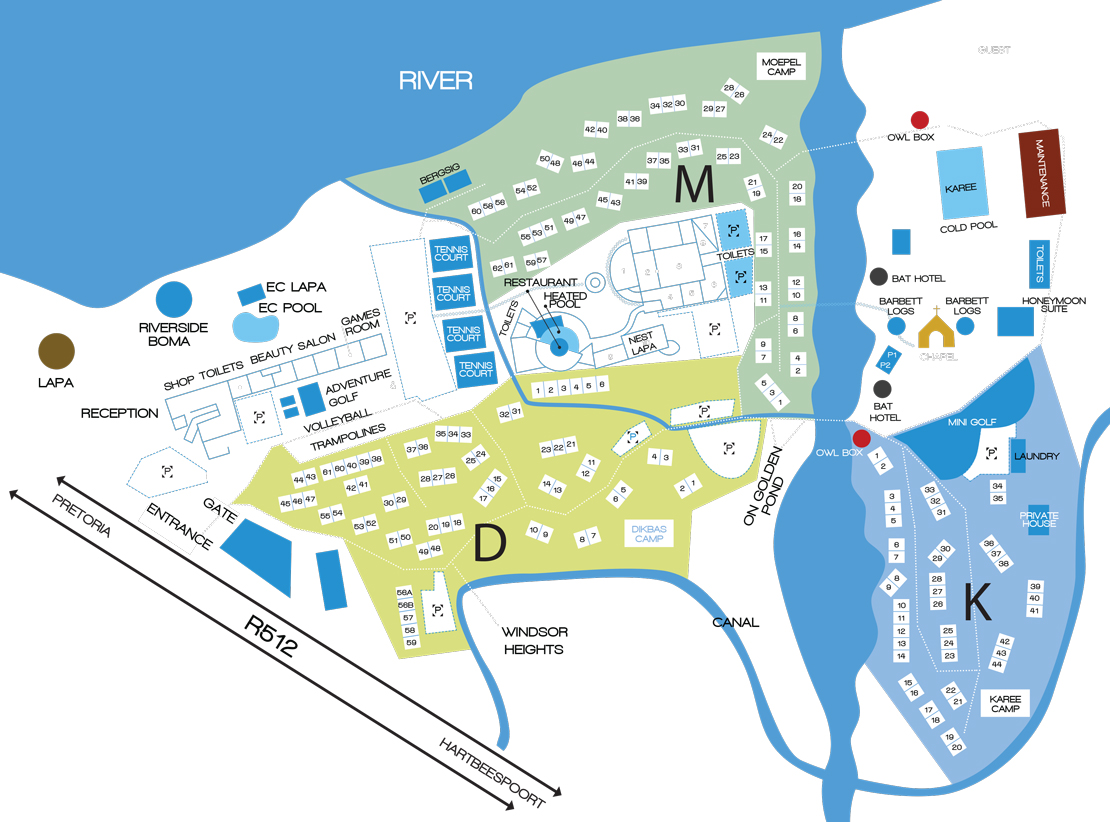 GUEST
MOEPEL
CAMP
RIVER
28 26
34 32 30
29 27
38 36
42 40
24 22
OWL BOX
MAINTENANCE
33 31
25 23
37 35
50 48
46 44
BERGSIG
M
41 39
21
19
20
18
KAREE
54 52
60 58 56
45 43
49 47
COLD POOL
[P]
TOILETS
55 53 51
17
15
16
14
TENNIS
COURT
TOILETS
62 61
59 57
[P]
BAT HOTEL
RESTAURANT
EC LAPA
HEATED
POOL
TENNIS
COURT
13
11
12
10
BARBETT
LOGS
BARBETT
LOGS
HONEYMOON
SUITE
EC POOL
RIVERSIDE
BOMA
GAMES
ROOM
[P]
TOILETS
TENNIS
COURT
NEST
LAPA
[P]
8
6
CHAPEL
LAPA
SHOP TOILETS BEAUTY SALON
9
7
4
2
P1
P2
TENNIS
COURT
ADVENTURE
GOLF
1 2 3 4 5 6
5
3
1
BAT
HOTEL
RECEPTION
[P]
VOLLEYBALL
TRAMPOLINES
32 31
[P]
MINI GOLF
35 34 33
[P]
[P]
OWL BOX
37 36
23 22 21
[P]
LAUNDRY
61 60 40 39 38
25 24
4 3
1
2
[P]
44 43
11
12
28 27 26
15
16
17
14 13
2 1
34
35
42 41
6 5
ON GOLDEN
POND
33
32
31
45 46 47
30 29
3
4
5
GATE
55 54
53 52
20 19 18
10 9
8 7
DIKBAS
CAMP
PRIVATE
HOUSE
ENTRANCE
PRETORIA
51 50
49 48
D
6
7
30
29
36
37
38
56A
56B
57
58
59
[P]
8
9
28
27
26
K
39
40
41
R512
WINDSOR
HEIGHTS
CANAL
10
11
12
13
14
25
24
23
42
43
44
15
16
22
21
KAREE
CAMP
17
18
19
20
HARTBEESPOORT